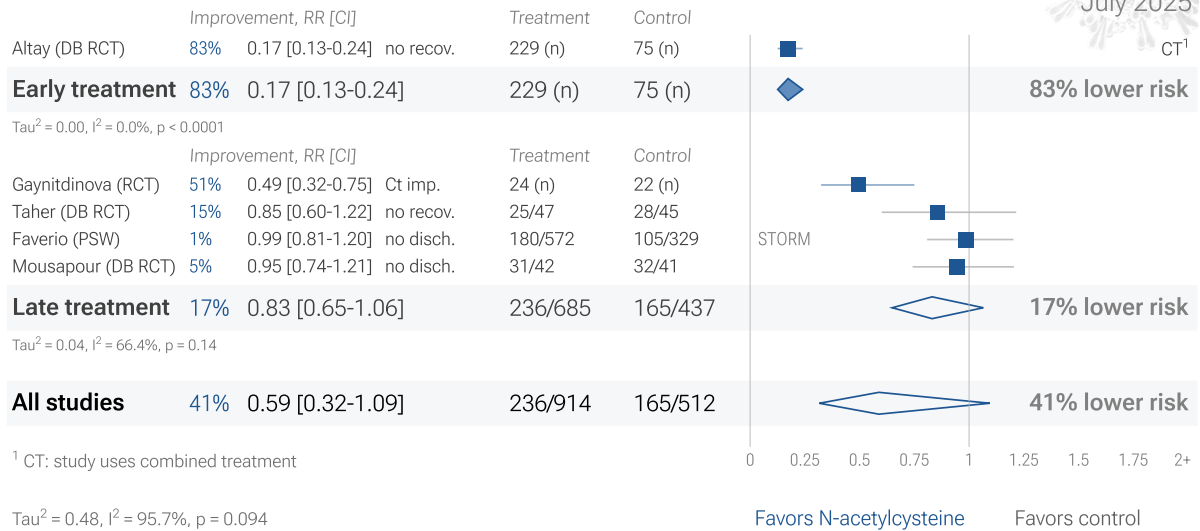 July 2025
Improvement, RR [CI] Treatment Control
Altay (DB RCT) 83% 0.17 [0.13-0.24] no recov. 229 (n) 75 (n) CT¹
Early treatment 83% 0.17 [0.13-0.24] 229 (n) 75 (n) 83% lower risk
Tau² = 0.00, I² = 0.0%, p < 0.0001
Improvement, RR [CI] Treatment Control
Gaynitdinova (RCT) 51% 0.49 [0.32-0.75] Ct imp. 24 (n) 22 (n)
Taher (DB RCT) 15% 0.85 [0.60-1.22] no recov. 25/47 28/45
Faverio (PSW) 1% 0.99 [0.81-1.20] no disch. 180/572 105/329 STORM
Mousapour (DB RCT) 5% 0.95 [0.74-1.21] no disch. 31/42 32/41
Late treatment 17% 0.83 [0.65-1.06] 236/685 165/437 17% lower risk
Tau² = 0.04, I² = 66.4%, p = 0.14
All studies 41% 0.59 [0.32-1.09] 236/914 165/512 41% lower risk
¹ CT: study uses combined treatment 0 0.25 0.5 0.75 1 1.25 1.5 1.75 2+
Tau² = 0.48, I² = 95.7%, p = 0.094 Favors N-acetylcysteine Favors control